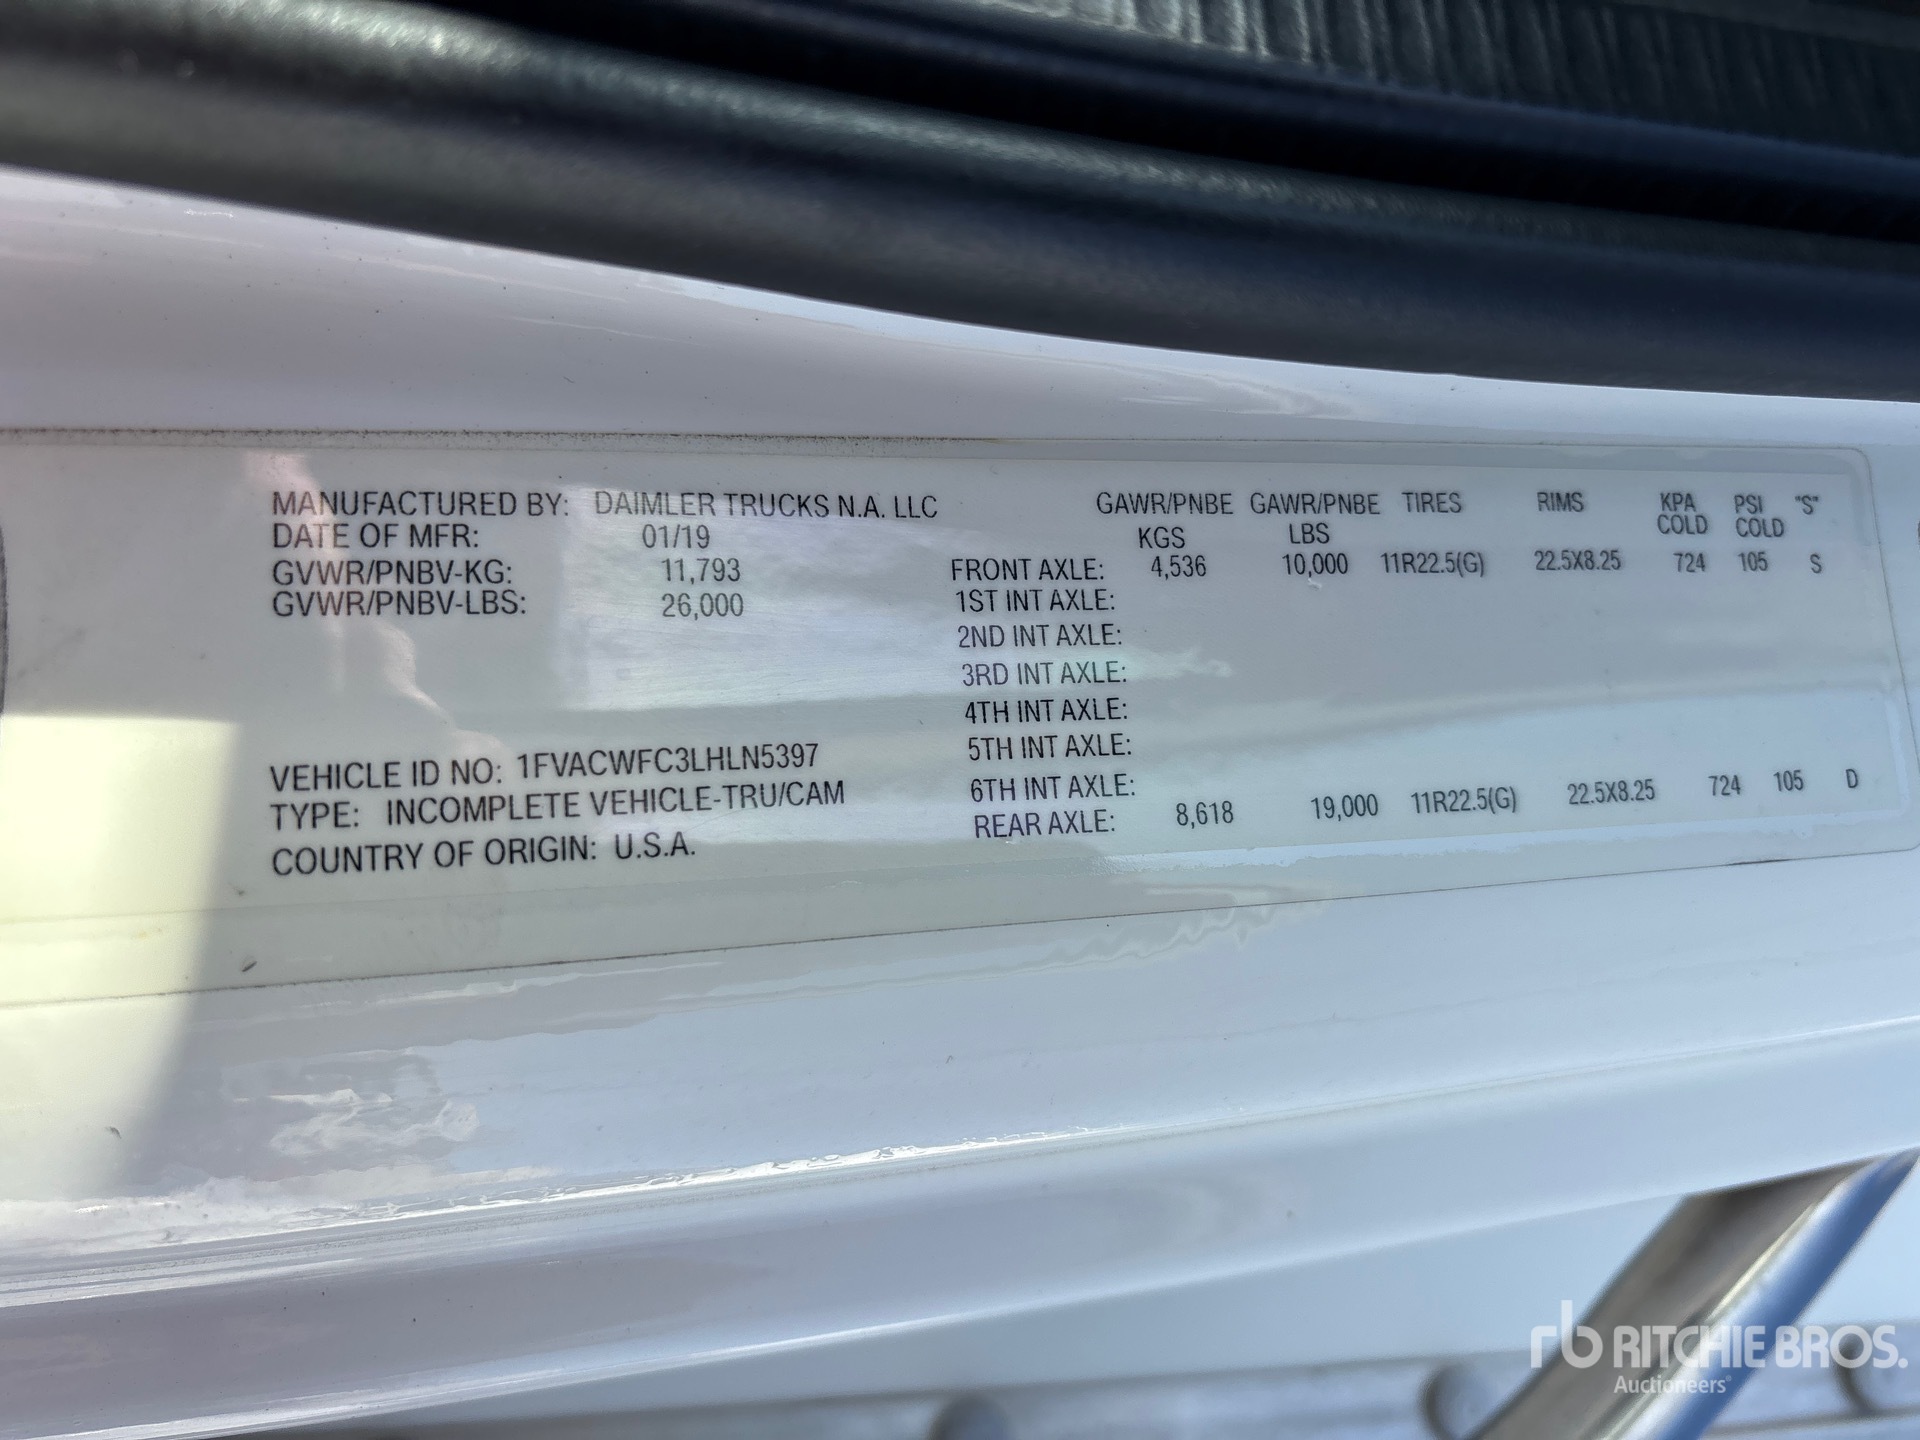 MANUFACTURED BY: DAIMLER TRUCKS N.A. LLC
DATE OF MFR: 01/19
GVWR/PNBV-KG: 11,793
GVWR/PNBV-LBS: 26,000
VEHICLE ID NO: 1FVACWFC3LHLN5397
TYPE: INCOMPLETE VEHICLE-TRU/CAM
COUNTRY OF ORIGIN: U.S.A.
GAWR/PNBE KGS GAWR/PNBE LBS TIRES RIMS KPA COLD PSI COLD "S"
FRONT AXLE: 4,536 10,000 11R22.5(G) 22.5X8.25 724 105 S
1ST INT AXLE:
2ND INT AXLE:
3RD INT AXLE:
4TH INT AXLE:
5TH INT AXLE:
6TH INT AXLE:
REAR AXLE: 8,618 19,000 11R22.5(G) 22.5X8.25 724 105 D
rb RITCHIE BROS.
Auctioneers